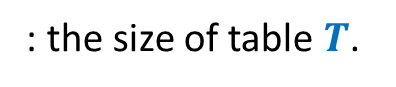 : the size of table T.